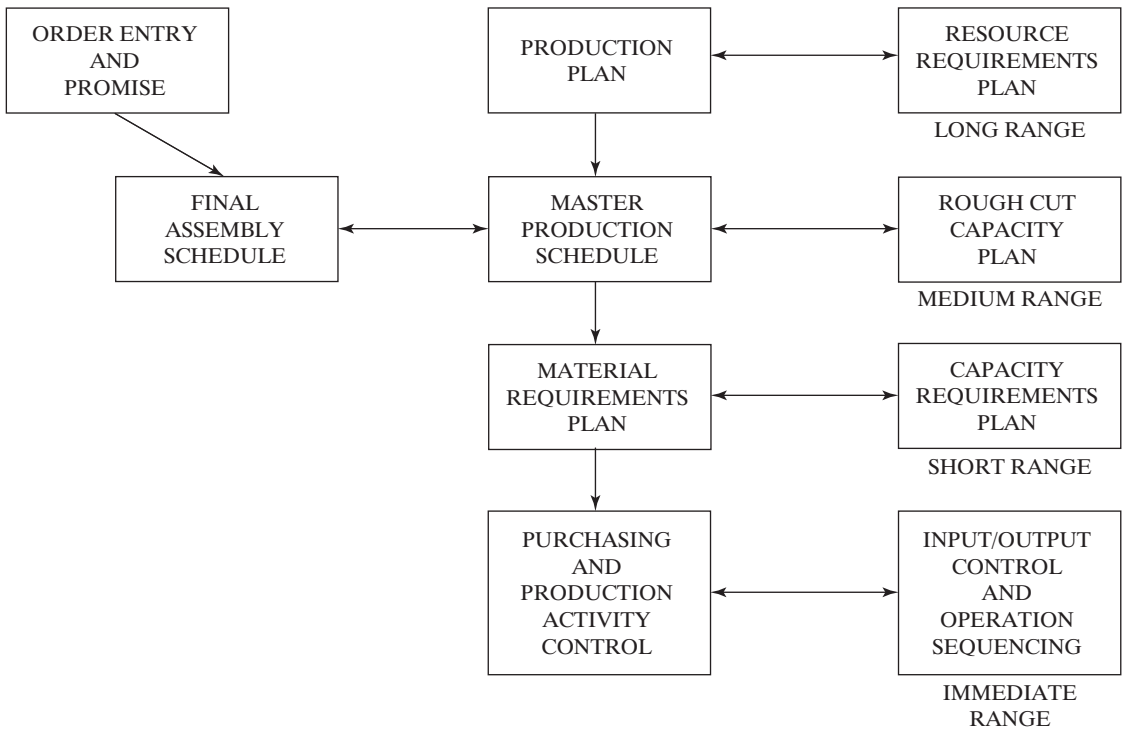 ORDER ENTRY
AND
PROMISE
PRODUCTION
PLAN
RESOURCE
REQUIREMENTS
PLAN
LONG RANGE
FINAL
ASSEMBLY
SCHEDULE
MASTER
PRODUCTION
SCHEDULE
ROUGH CUT
CAPACITY
PLAN
MEDIUM RANGE
MATERIAL
REQUIREMENTS
PLAN
CAPACITY
REQUIREMENTS
PLAN
SHORT RANGE
PURCHASING
AND
PRODUCTION
ACTIVITY
CONTROL
INPUT/OUTPUT
CONTROL
AND
OPERATION
SEQUENCING
IMMEDIATE
RANGE